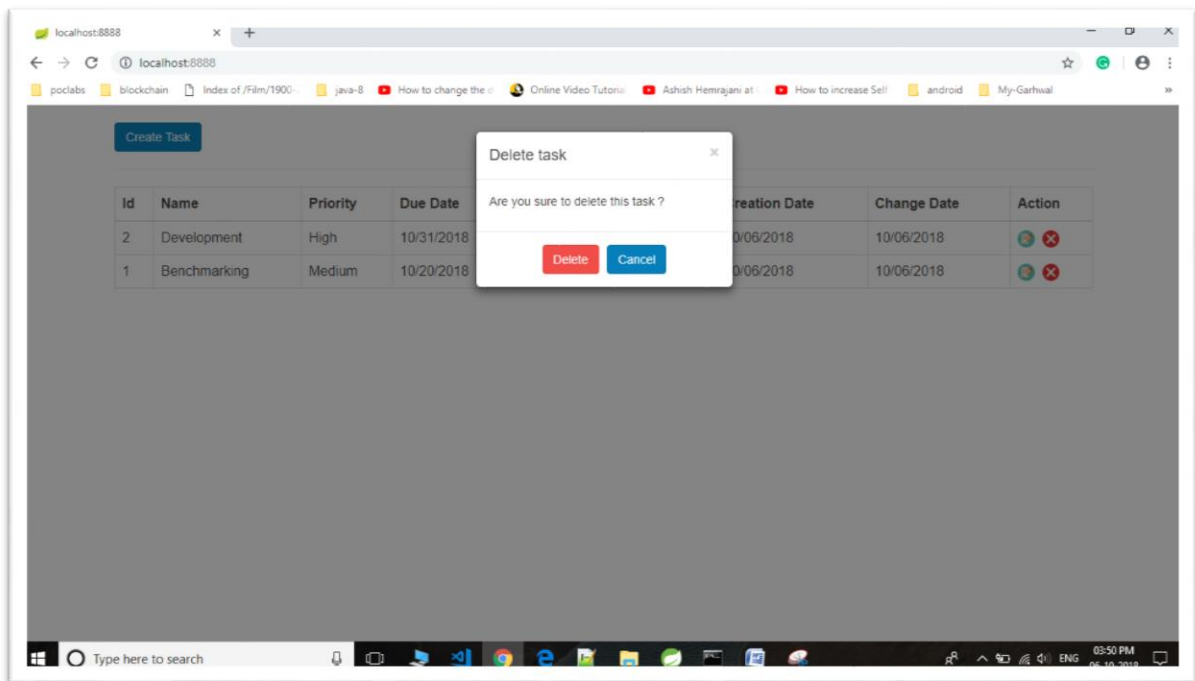 localhost:8888
localhost:8888
poclabs blockchain Index of /Film/1900- java-8 How to change the Online Video Tutoria Ashish Hemrajani at How to increase Self android My-Garhwal
Create Task
Delete task
Are you sure to delete this task ?
Delete Cancel
Id Name Priority Due Date reation Date Change Date Action
2 Development High 10/31/2018 0/06/2018 10/06/2018
1 Benchmarking Medium 10/20/2018 0/06/2018 10/06/2018
Type here to search
ENG 03:50 PM
06-10-2018